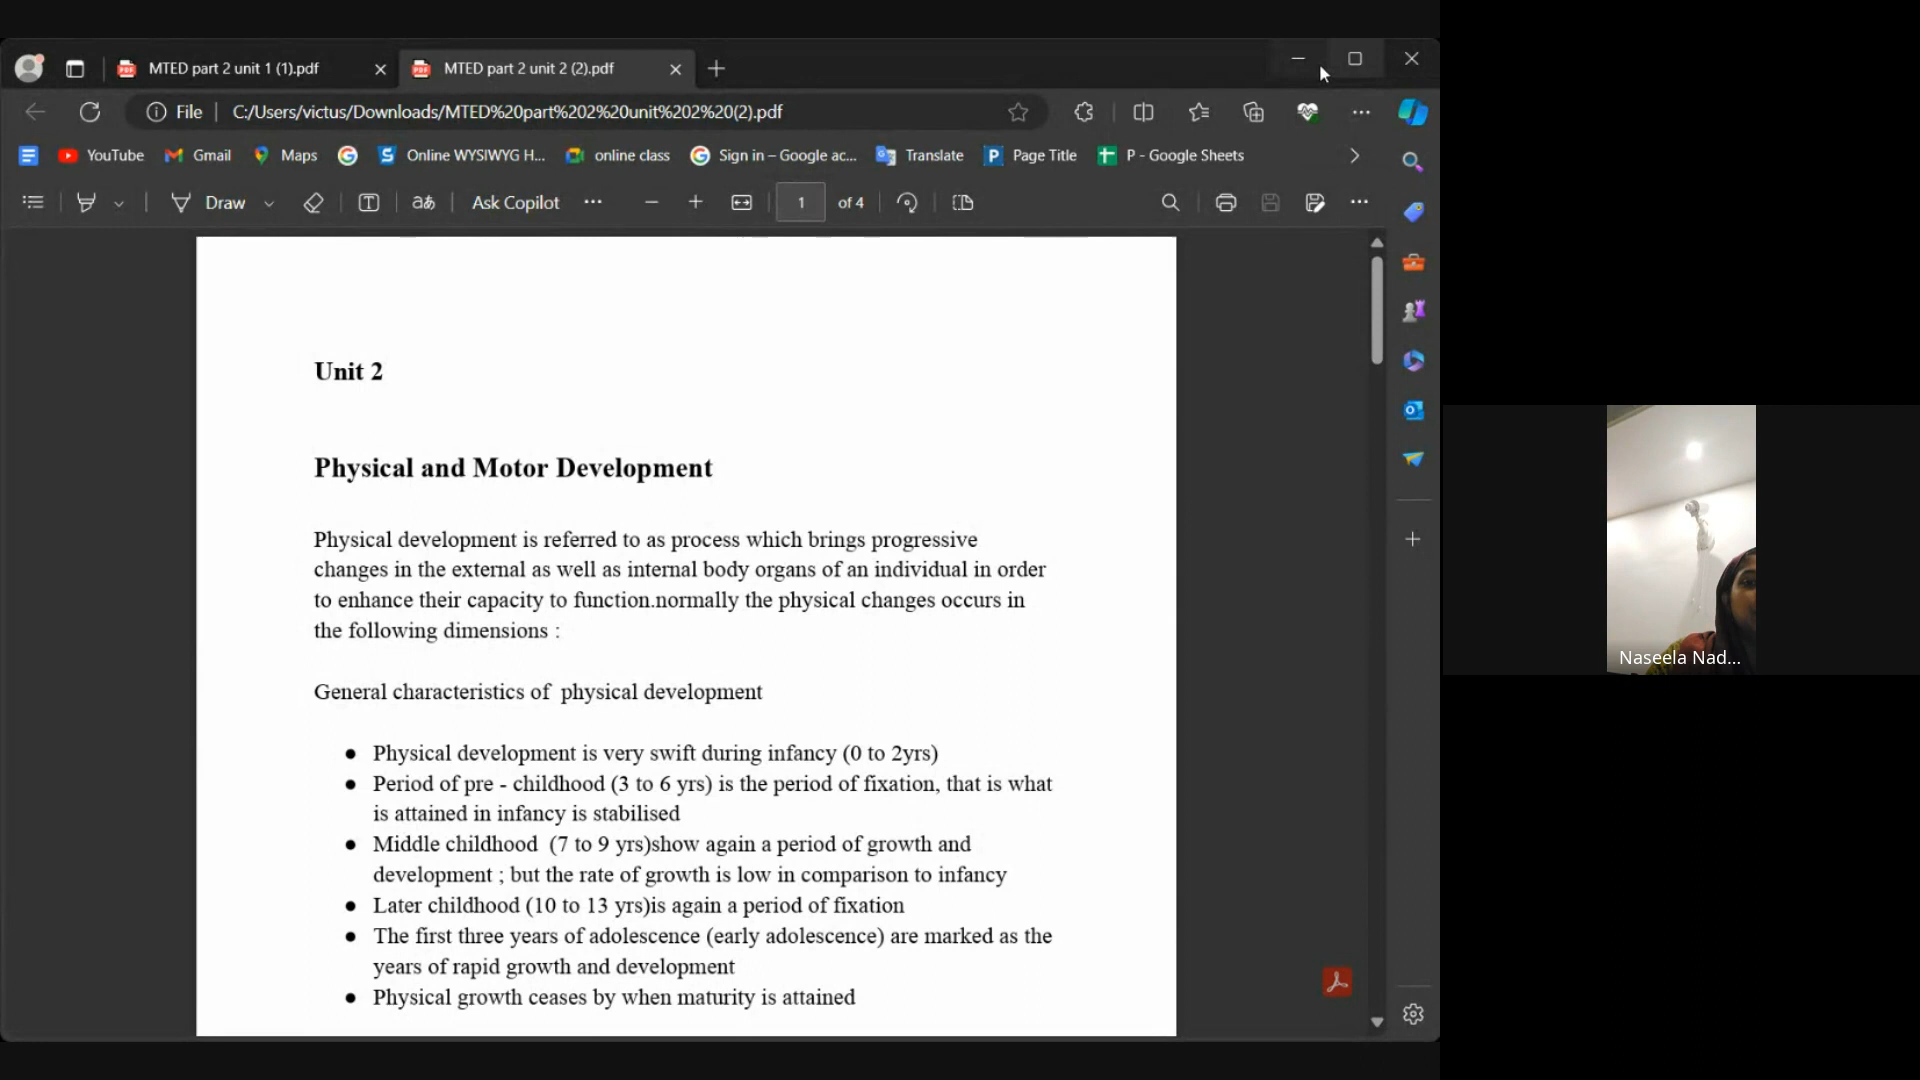 MTED part 2 unit 1 (1).pdf
MTED part 2 unit 2 (2).pdf
File
C:/Users/victus/Downloads/MTED%20part%202%20unit%202%20(2).pdf
YouTube
Gmail
Maps
Online WYSIWYG H...
online class
Sign in – Google ac...
Translate
Page Title
P - Google Sheets
Draw
Ask Copilot
1 of 4
Unit 2
Physical and Motor Development
Physical development is referred to as process which brings progressive
changes in the external as well as internal body organs of an individual in order
to enhance their capacity to function.normally the physical changes occurs in
the following dimensions :
General characteristics of physical development
● Physical development is very swift during infancy (0 to 2yrs)
● Period of pre - childhood (3 to 6 yrs) is the period of fixation, that is what
is attained in infancy is stabilised
● Middle childhood (7 to 9 yrs)show again a period of growth and
development ; but the rate of growth is low in comparison to infancy
● Later childhood (10 to 13 yrs)is again a period of fixation
● The first three years of adolescence (early adolescence) are marked as the
years of rapid growth and development
● Physical growth ceases by when maturity is attained
Naseela Nad...